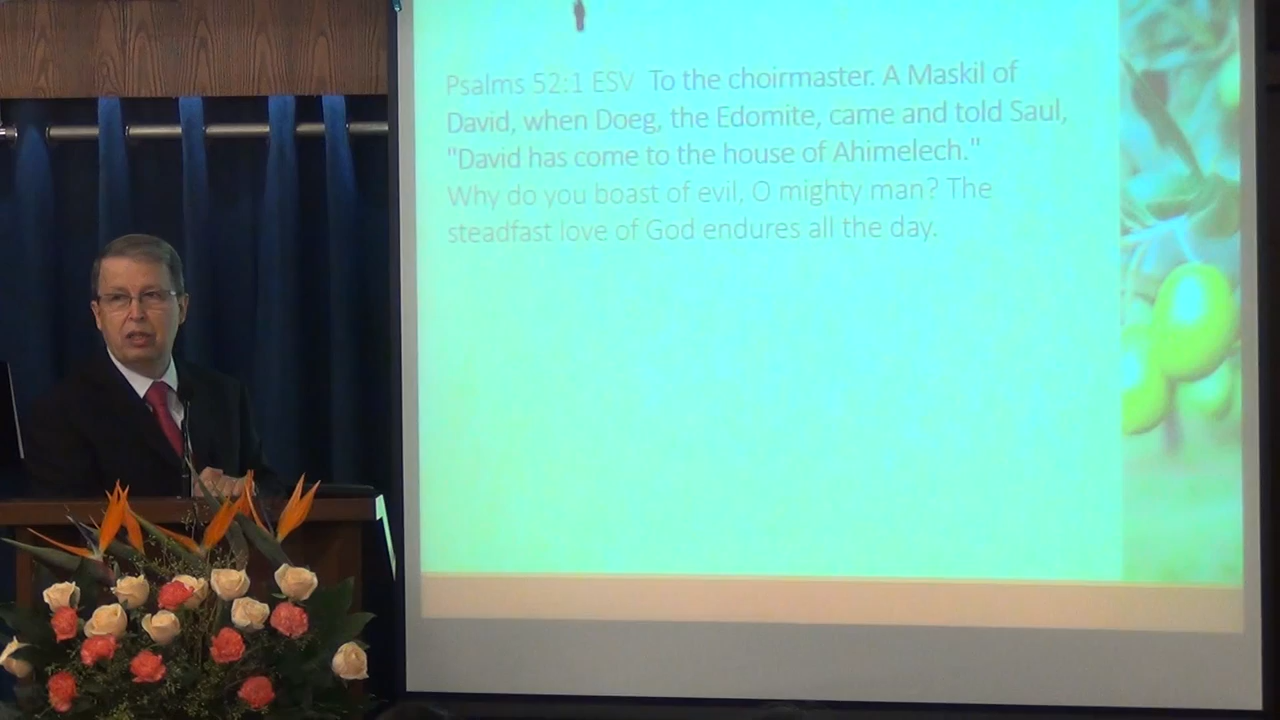 Psalms 52:1 ESV To the choirmaster. A Maskil of
David, when Doeg, the Edomite, came and told Saul,
"David has come to the house of Ahimelech."
Why do you boast of evil, O mighty man? The
steadfast love of God endures all the day.